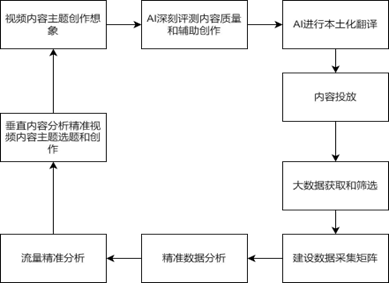 视频内容主题创作想
象
AI深刻评测内容质量
和辅助创作
AI进行本土化翻译
内容投放
大数据获取和筛选
建设数据采集矩阵
精准数据分析
流量精准分析
垂直内容分析精准视
频内容主题选题和创
作